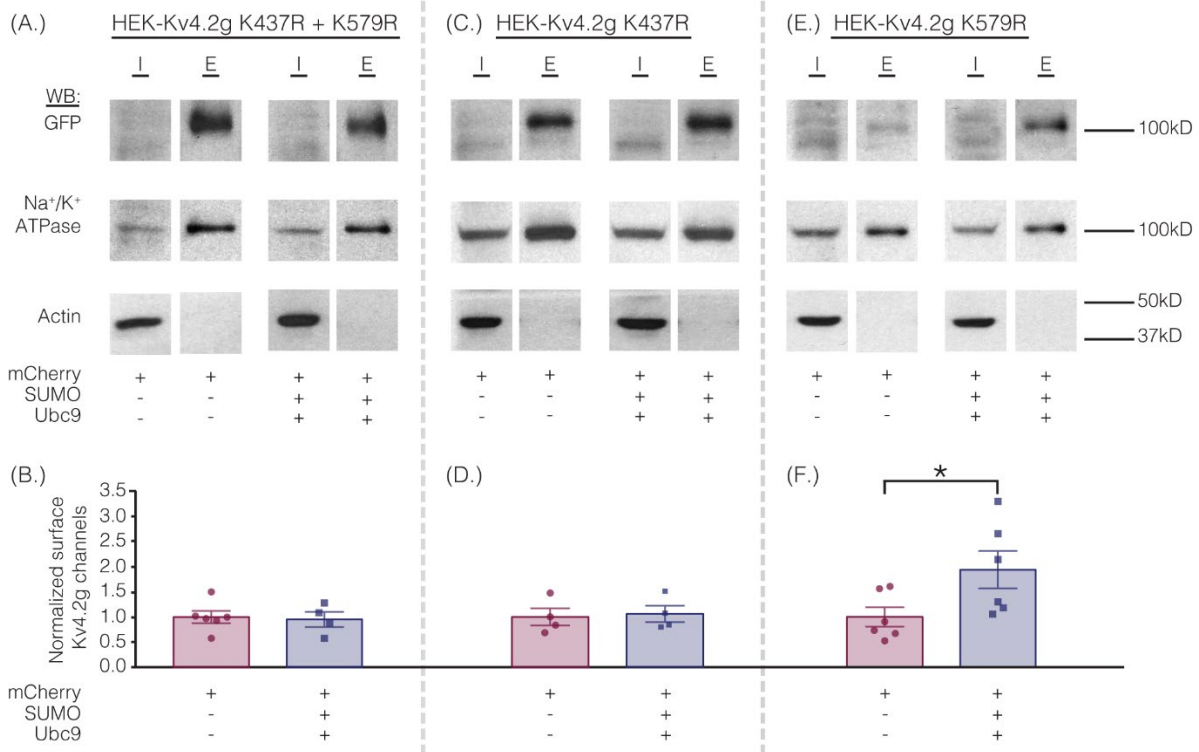 (A.) HEK-Kv4.2g K437R + K579R
I E I E
WB:
GFP
Na⁺/K⁺
ATPase
Actin
mCherry + + + +
SUMO - - + +
Ubc9 - - + +
(C.) HEK-Kv4.2g K437R
I E I E
+ + + +
- - + +
- - + +
(E.) HEK-Kv4.2g K579R
I E I E
100kD
100kD
50kD
37kD
+ + + +
- - + +
- - + +
(B.)
Normalized surface
Kv4.2g channels
3.5
3.0
2.5
2.0
1.5
1.0
0.5
0.0
mCherry + +
SUMO - +
Ubc9 - +
(D.)
+ +
- +
- +
(F.)
*
+ +
- +
- +